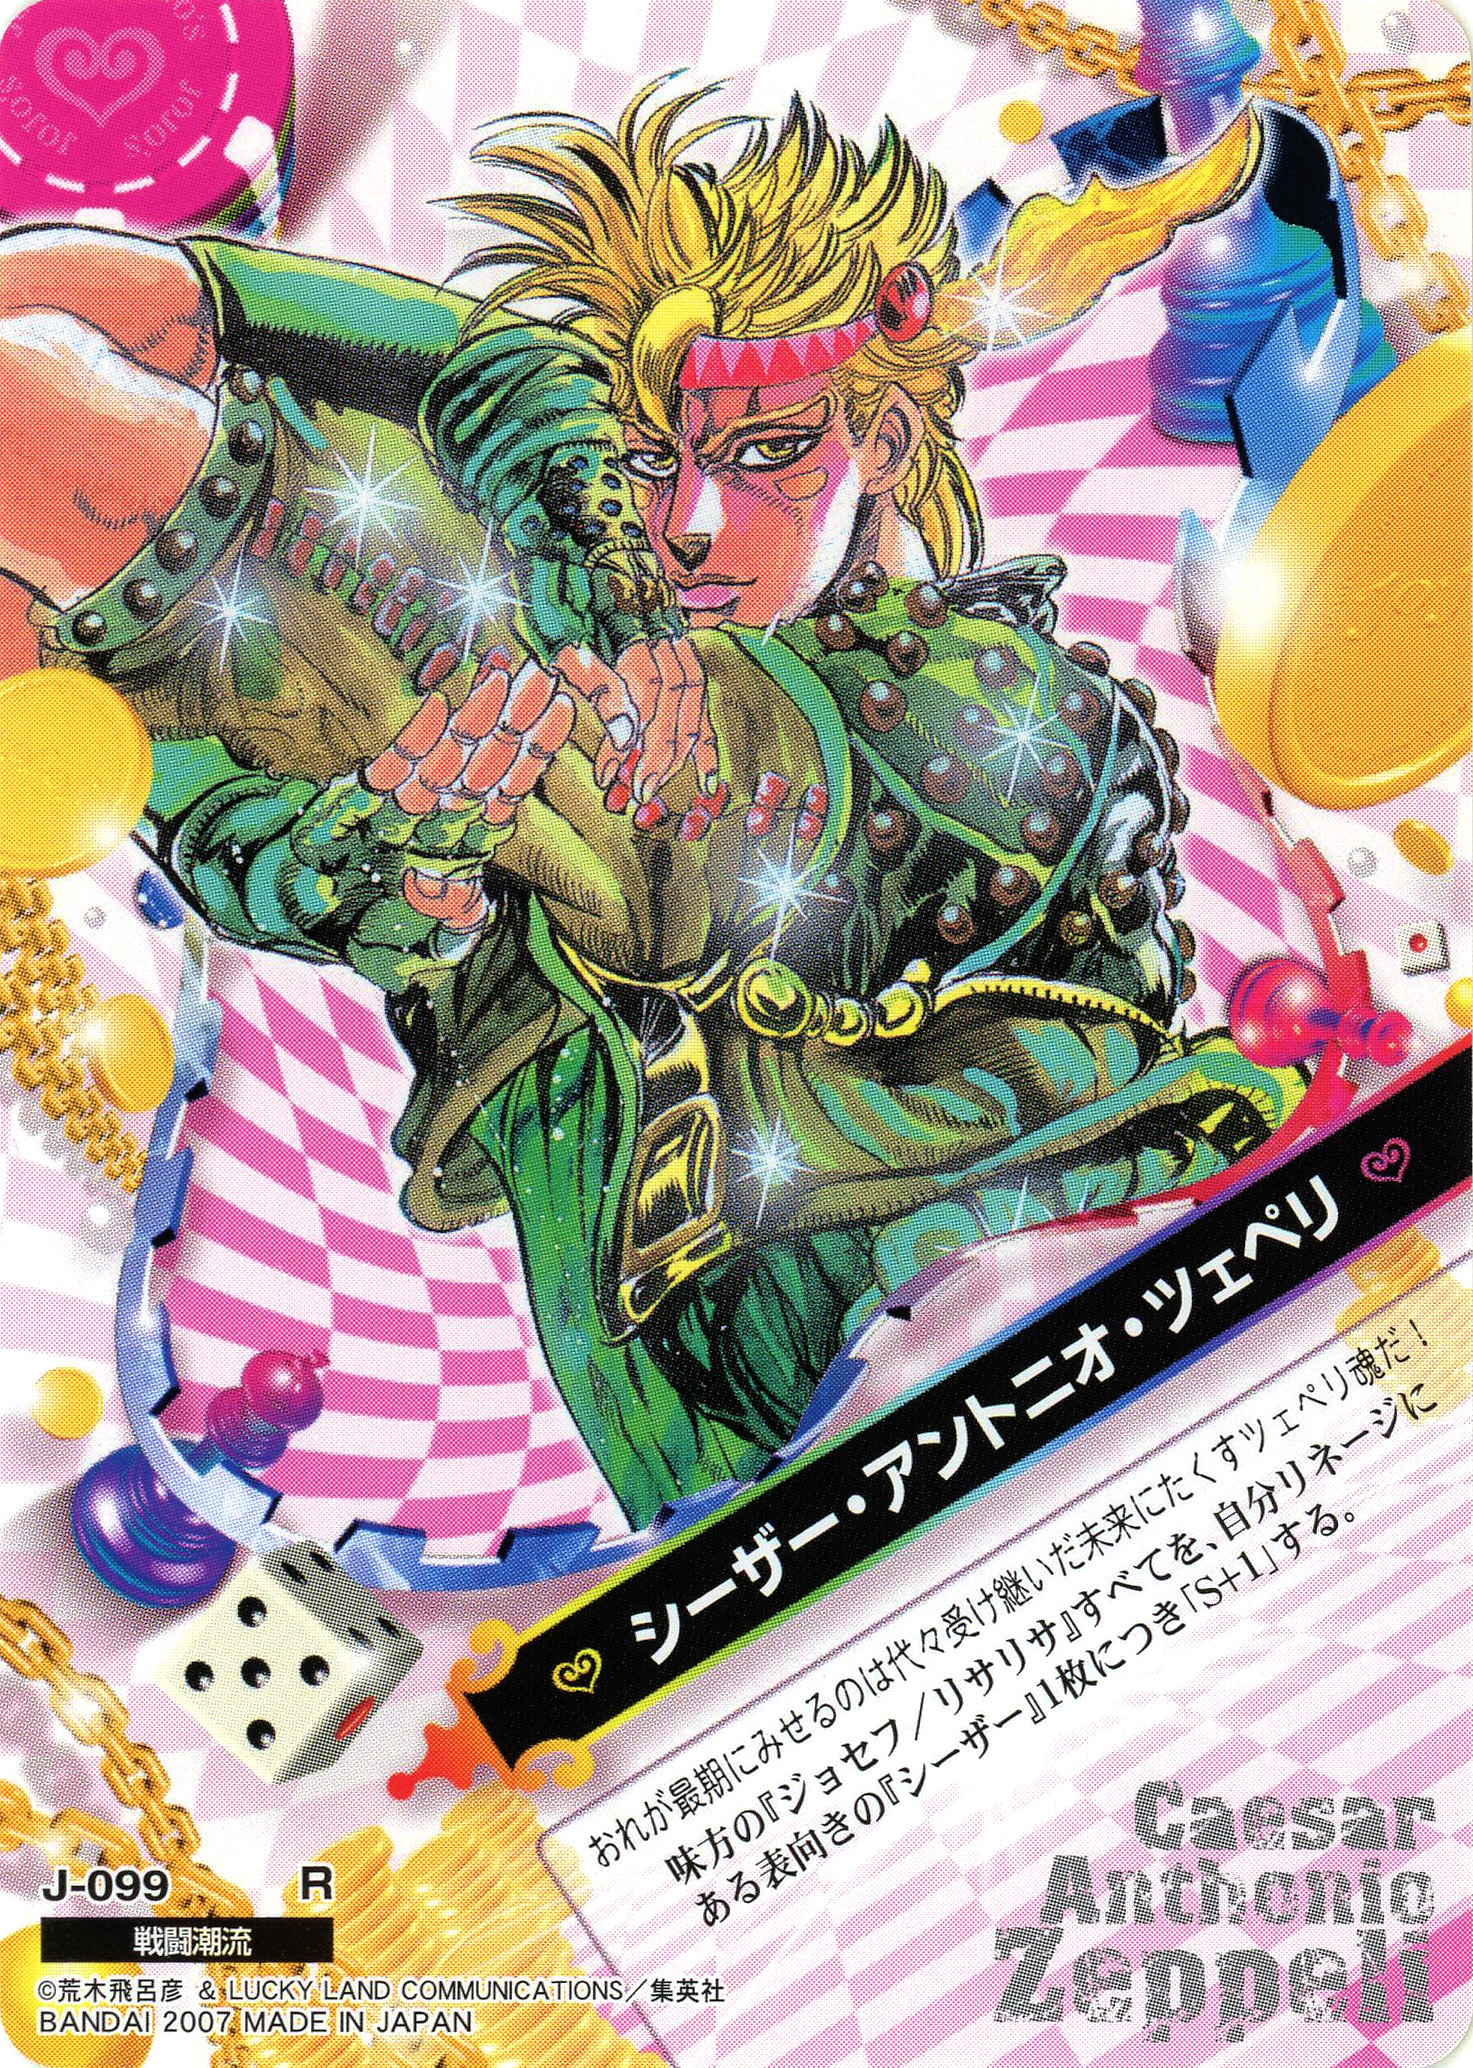 JoJo's
JoJo's
シーザー・アントニオ・ツェペリ
おれが最期にみせるのは代々受け継いだ未来にたくすツェペリ魂だ！
味方の『ジョセフ／リサリサ』すべてを、自分リネージに
ある表向きの『シーザー』1枚につき「S+1」する。
Caesar
Anthonio
Zeppeli
J-099 R
戦闘潮流
©荒木飛呂彦 & LUCKY LAND COMMUNICATIONS／集英社
BANDAI 2007 MADE IN JAPAN